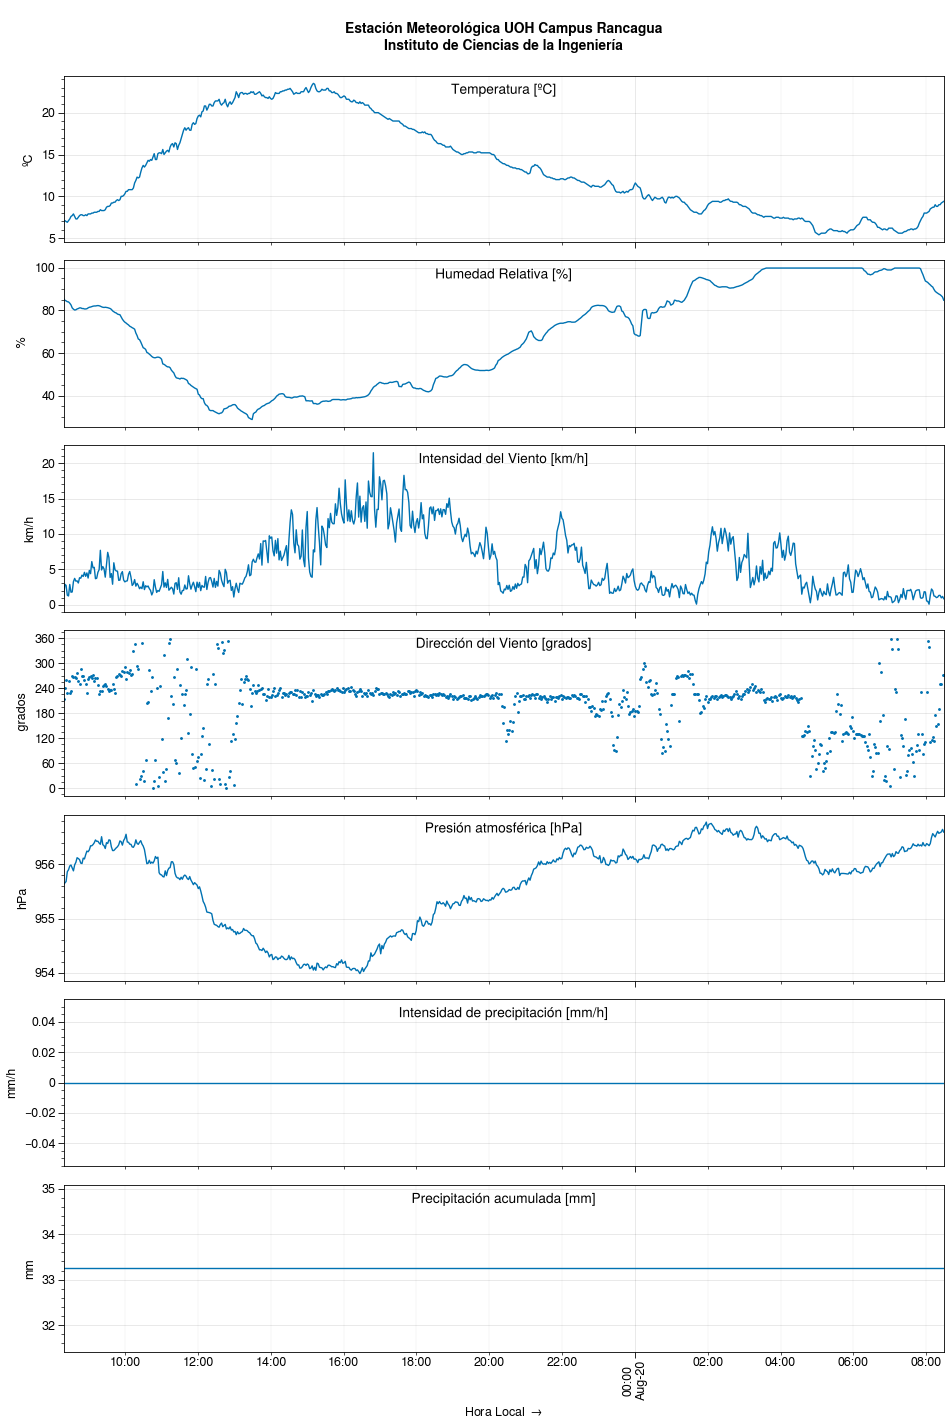 Estación Meteorológica UOH Campus Rancagua
Instituto de Ciencias de la Ingeniería
Temperatura [ºC]
ºC
20
15
10
5
Humedad Relativa [%]
%
100
80
60
40
Intensidad del Viento [km/h]
km/h
20
15
10
5
0
Dirección del Viento [grados]
grados
360
300
240
180
120
60
0
Presión atmosférica [hPa]
hPa
956
955
954
Intensidad de precipitación [mm/h]
mm/h
0.04
0.02
0
−0.02
−0.04
Precipitación acumulada [mm]
mm
35
34
33
32
10:00 12:00 14:00 16:00 18:00 20:00 22:00 00:00 02:00 04:00 06:00 08:00
Aug-20
Hora Local →